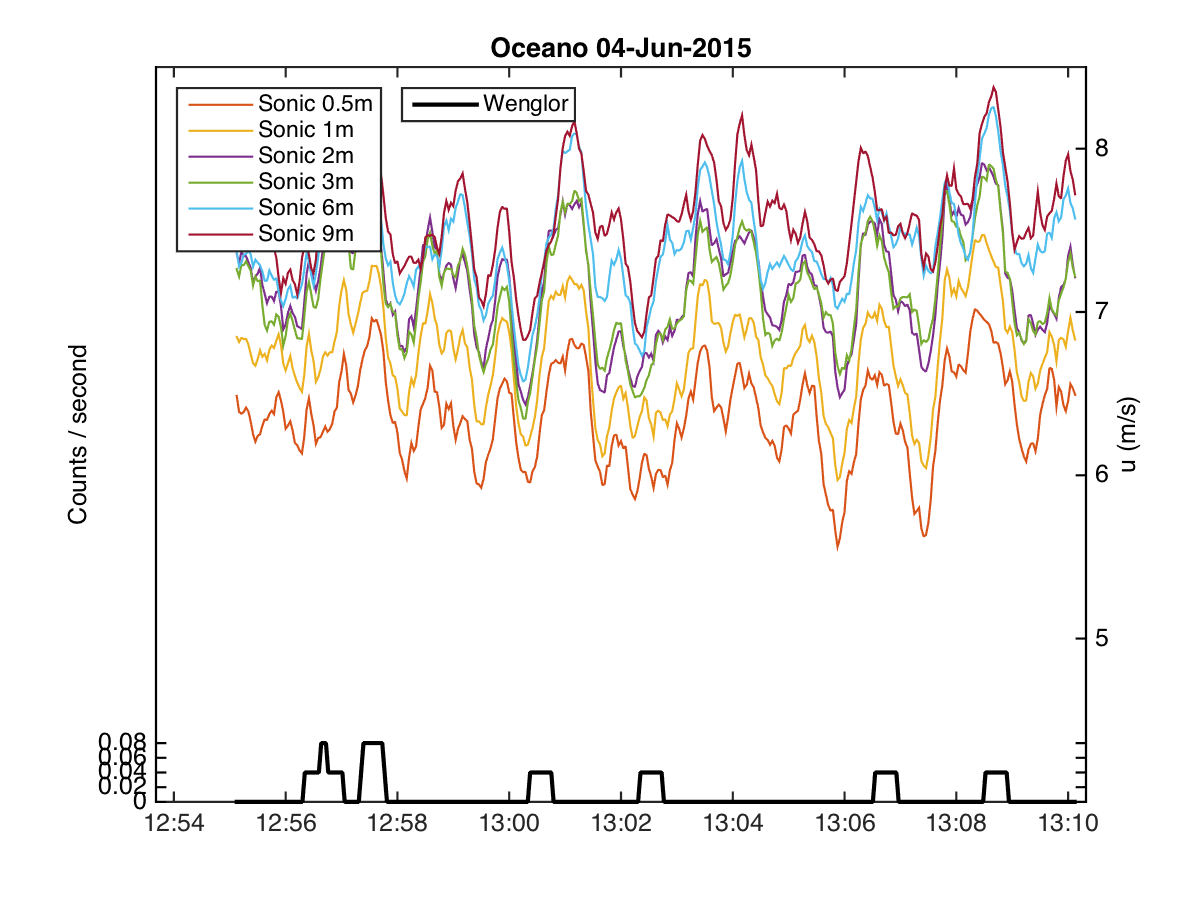 Oceano 04-Jun-2015
Sonic 0.5m
Sonic 1m
Sonic 2m
Sonic 3m
Sonic 6m
Sonic 9m
Wenglor
Counts / second
0.08
0.06
0.04
0.02
0
8
7
6
5
u (m/s)
12:54 12:56 12:58 13:00 13:02 13:04 13:06 13:08 13:10